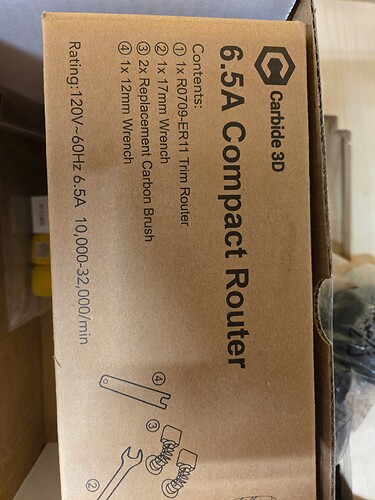 Carbide 3D
6.5A Compact Router
Contents:
① 1x R0709-ER11 Trim Router
② 1x 17mm Wrench
③ 2x Replacement Carbon Brush
④ 1x 12mm Wrench
Rating:120V~60Hz 6.5A 10,000-32,000/min
④
③
②